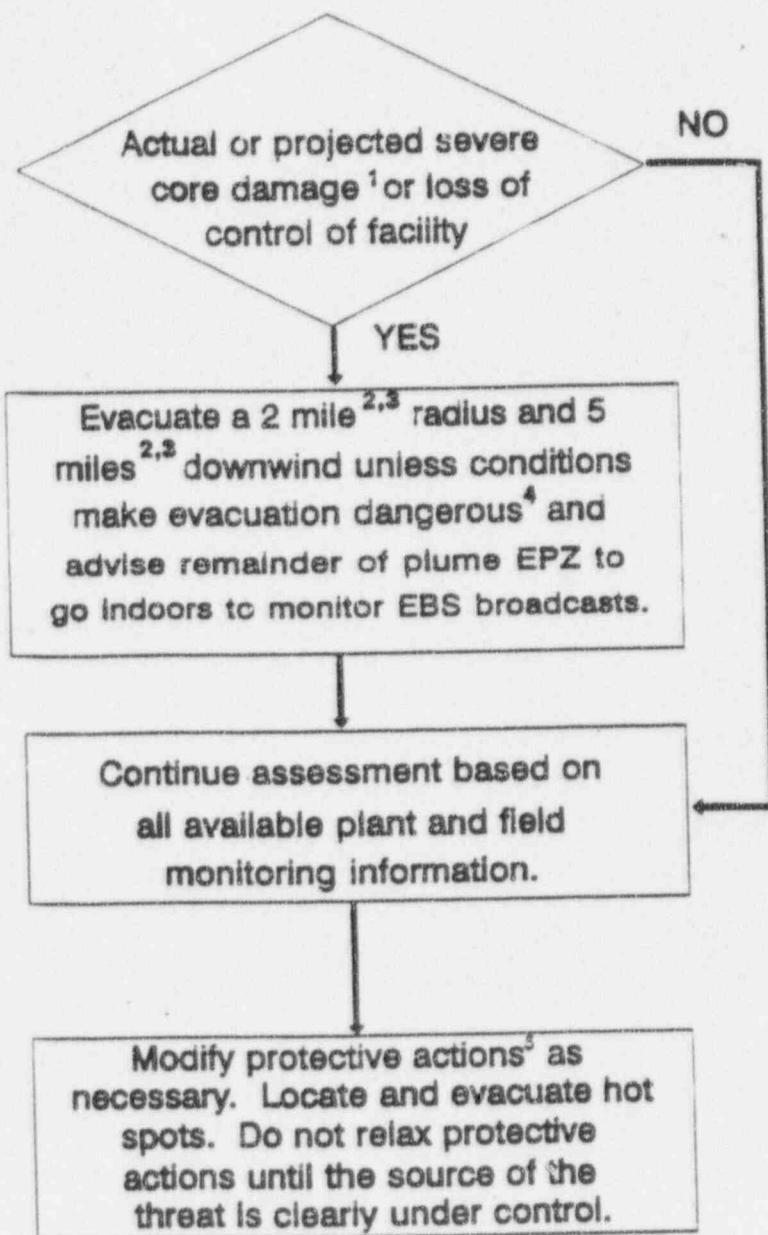 Actual or projected severe
core damage ¹ or loss of
control of facility
NO
YES
Evacuate a 2 mile ²,³ radius and 5
miles ²,³ downwind unless conditions
make evacuation dangerous⁴ and
advise remainder of plume EPZ to
go indoors to monitor EBS broadcasts.
Continue assessment based on
all available plant and field
monitoring information.
Modify protective actions⁵ as
necessary. Locate and evacuate hot
spots. Do not relax protective
actions until the source of the
threat is clearly under control.